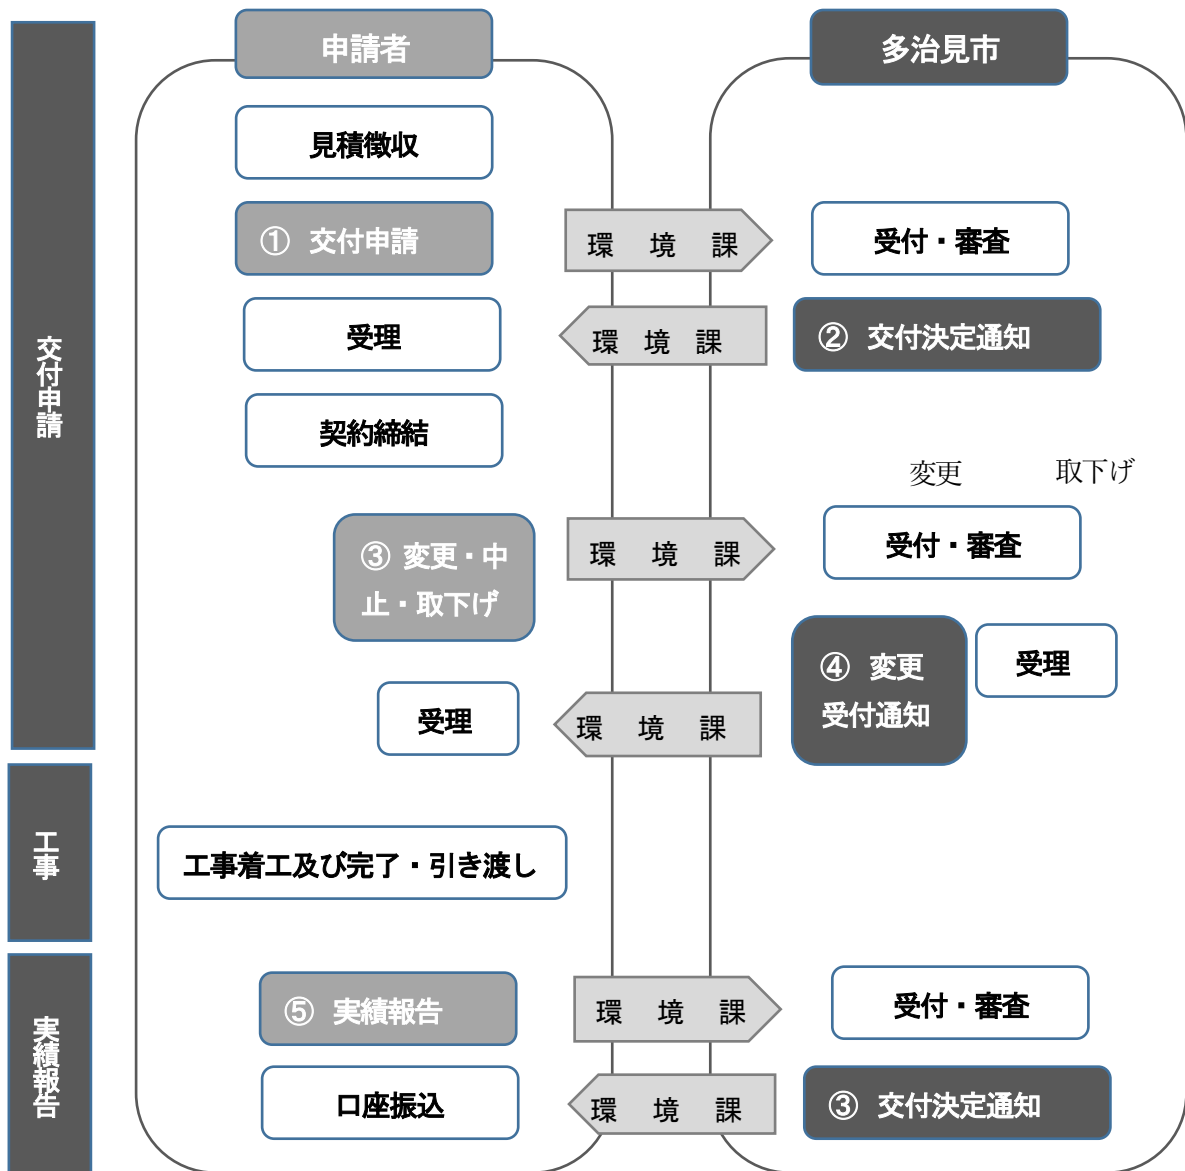 申請者
多治見市
交付申請
見積徴収
① 交付申請
環 境 課
受付・審査
受理
環 境 課
② 交付決定通知
契約締結
変更
取下げ
③ 変更・中
止・取下げ
環 境 課
受付・審査
④ 変更
受付通知
受理
受理
環 境 課
工事
工事着工及び完了・引き渡し
実績報告
⑤ 実績報告
環 境 課
受付・審査
口座振込
環 境 課
③ 交付決定通知